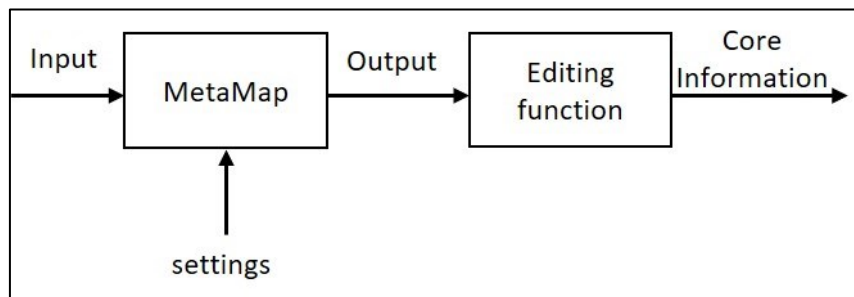 Input
MetaMap
Output
Editing
function
Core
Information
settings